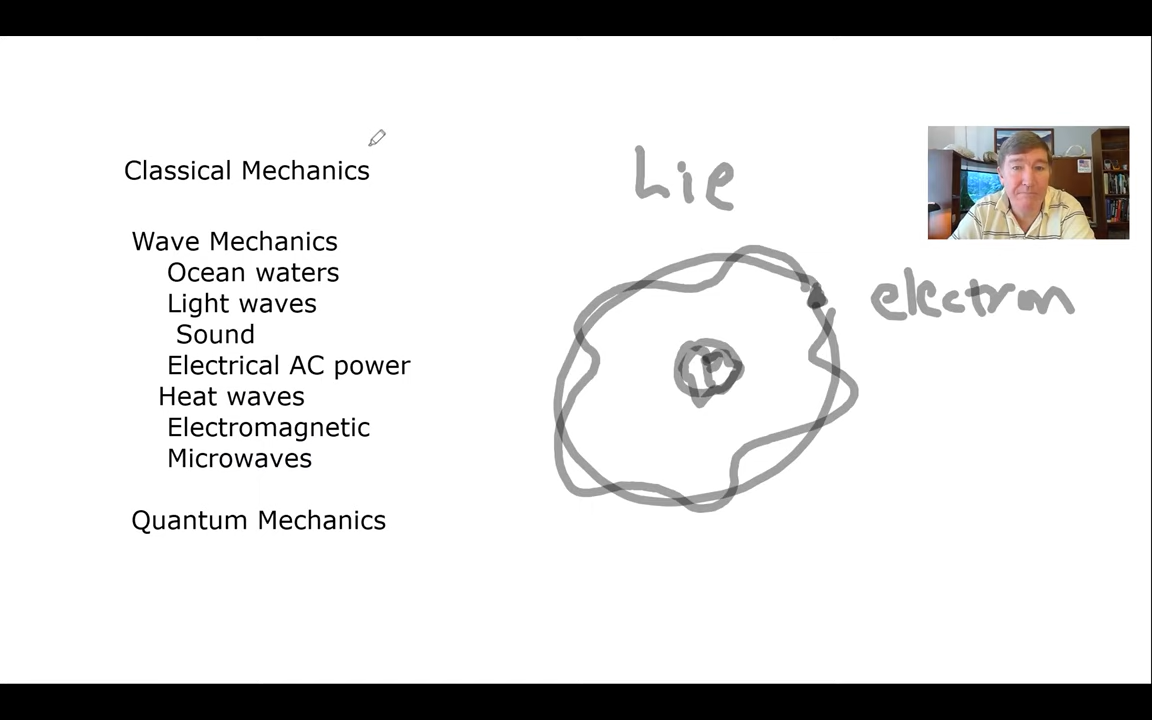 Classical Mechanics
Wave Mechanics
Ocean waters
Light waves
Sound
Electrical AC power
Heat waves
Electromagnetic
Microwaves
Quantum Mechanics
Lie
electron
P